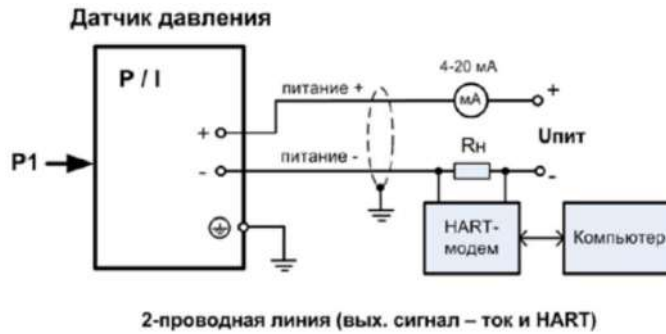 Датчик давления
P / I
4-20 мА
питание +
мА
+
+
Uпит
P1
Rн
-
питание -
-
HART-
модем
Компьютер
2-проводная линия (вых. сигнал – ток и HART)